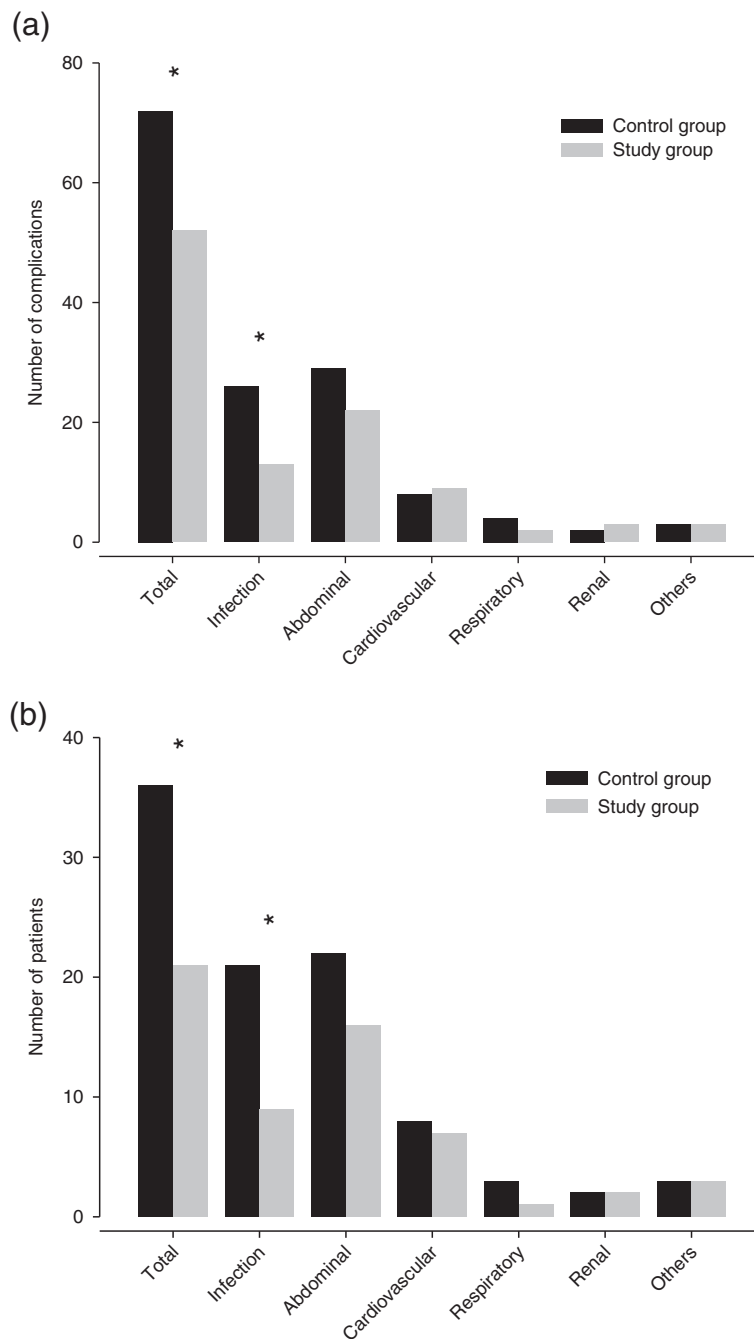 (a)
80
60
40
20
0
Number of complications
*
*
Control group
Study group
Total
Infection
Abdominal
Cardiovascular
Respiratory
Renal
Others
(b)
40
30
20
10
0
Number of patients
*
*
Control group
Study group
Total
Infection
Abdominal
Cardiovascular
Respiratory
Renal
Others